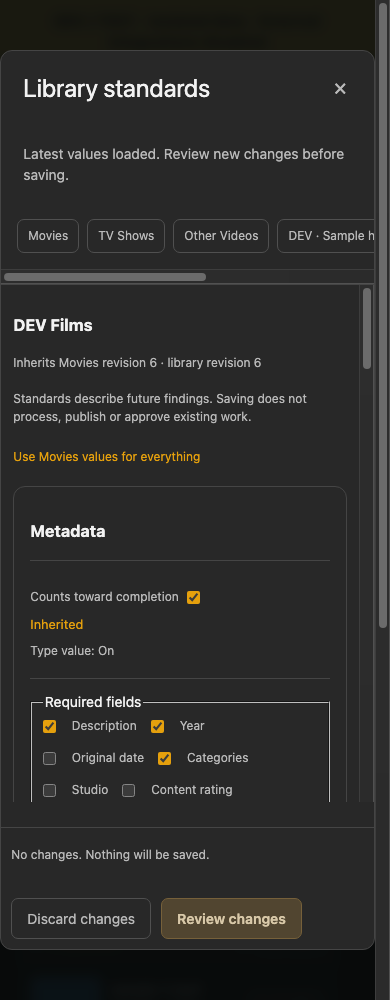 Library standards
×
Latest values loaded. Review new changes before
saving.
Movies
TV Shows
Other Videos
DEV · Sample h
DEV Films
Inherits Movies revision 6 · library revision 6
Standards describe future findings. Saving does not
process, publish or approve existing work.
Use Movies values for everything
Metadata
Counts toward completion
Inherited
Type value: On
Required fields
Description
Year
Original date
Categories
Studio
Content rating
No changes. Nothing will be saved.
Discard changes
Review changes